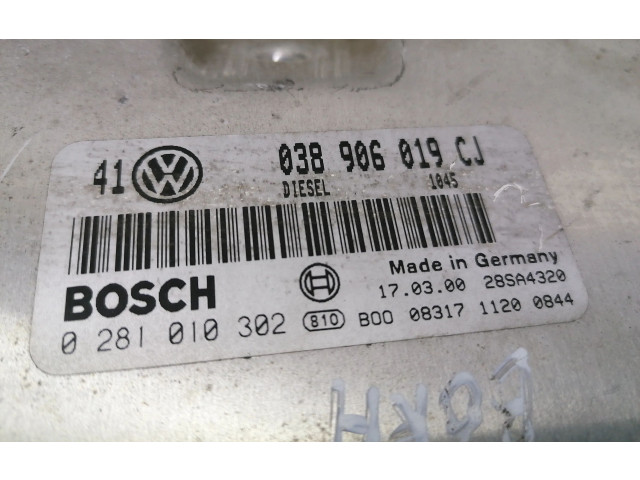 41 VW 038 906 019 CJ
DIESEL 1045
BOSCH Made in Germany
17.03.00 28SA4320
0 281 010 302 810 B00 08317 1120 0844